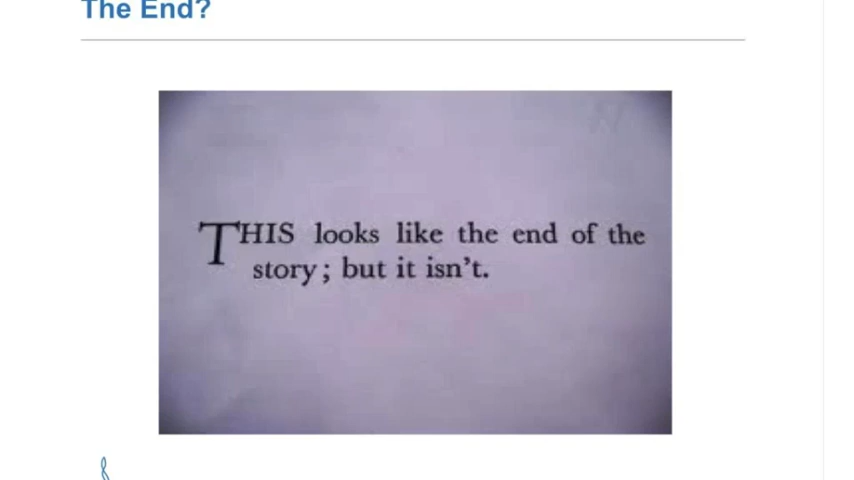 The End?
THIS looks like the end of the
story; but it isn't.